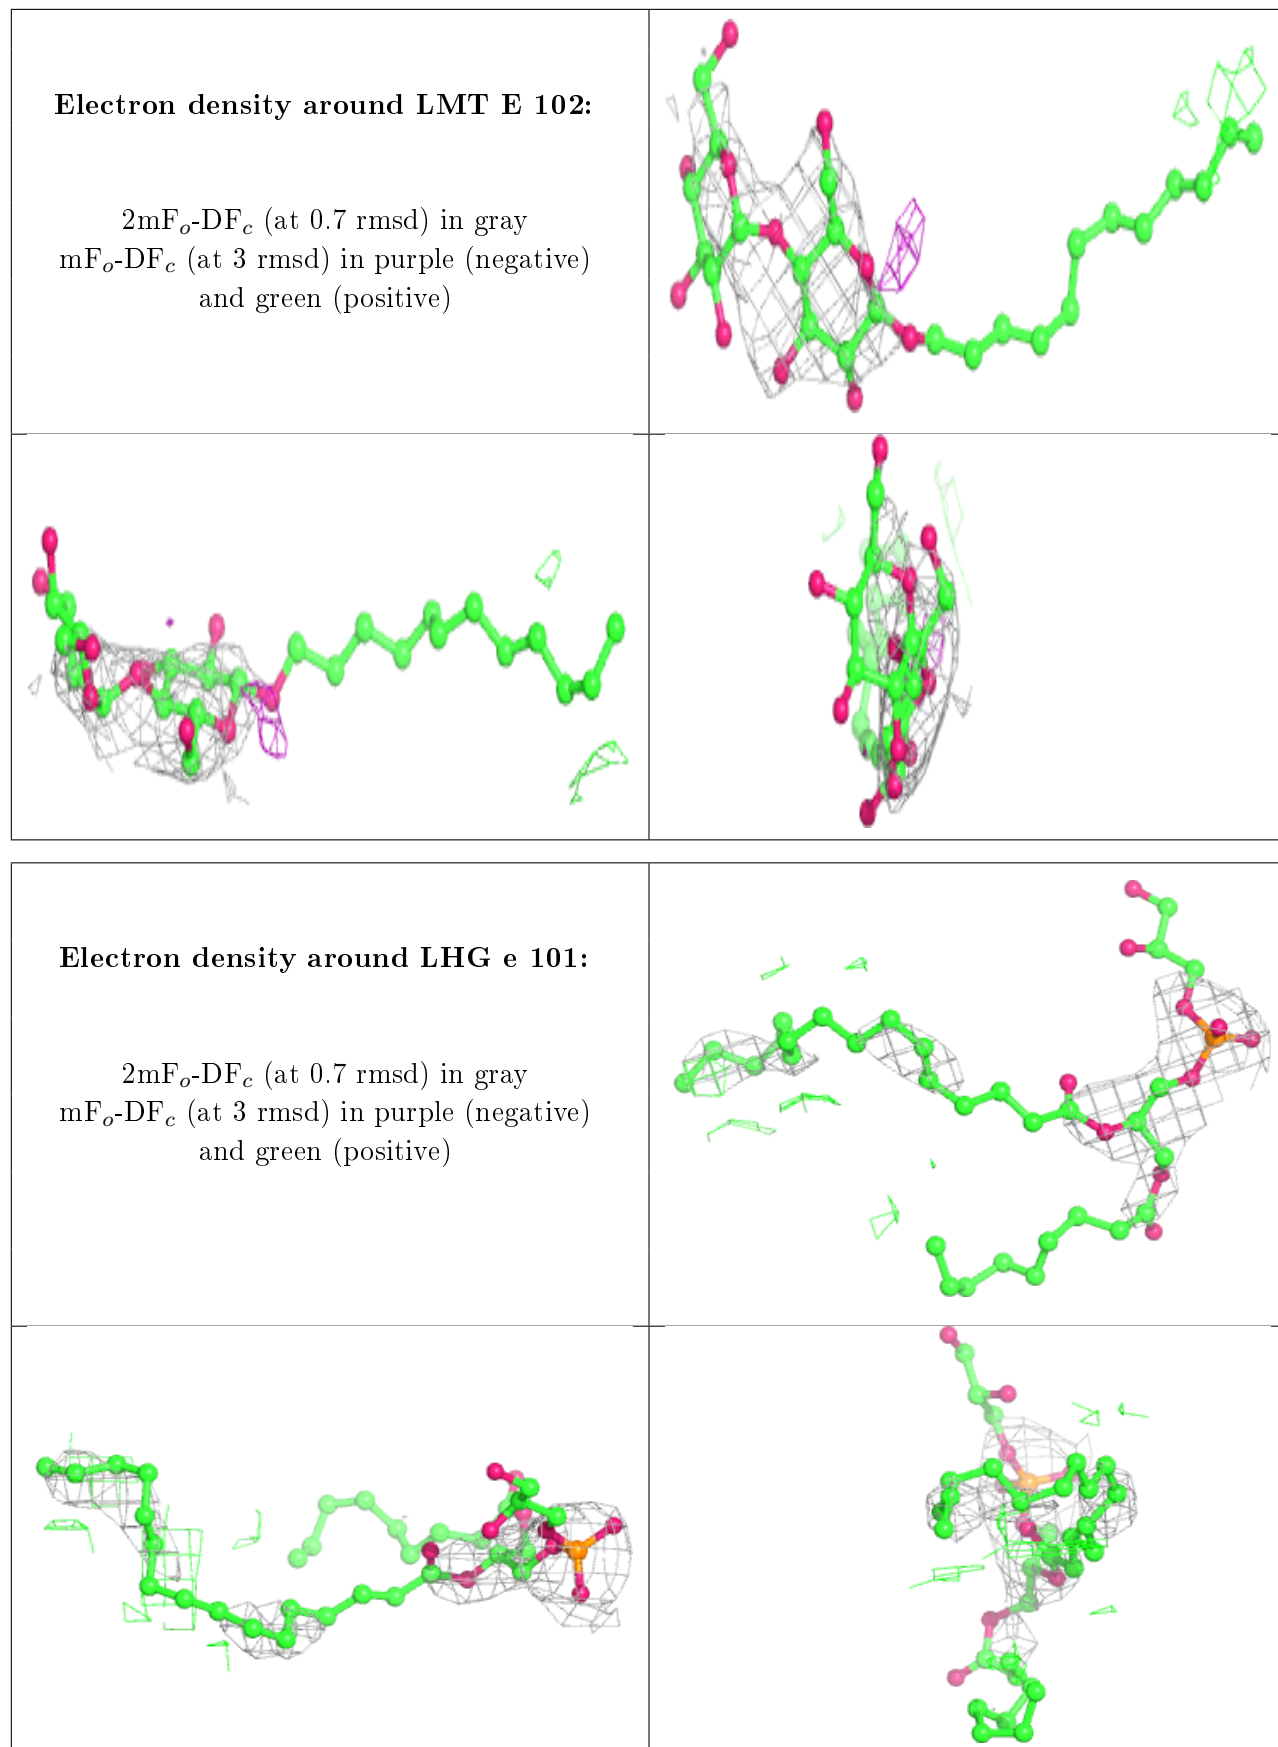 Electron density around LMT E 102:
2mFo-DFc (at 0.7 rmsd) in gray
mFo-DFc (at 3 rmsd) in purple (negative)
and green (positive)
Electron density around LHG e 101:
2mFo-DFc (at 0.7 rmsd) in gray
mFo-DFc (at 3 rmsd) in purple (negative)
and green (positive)